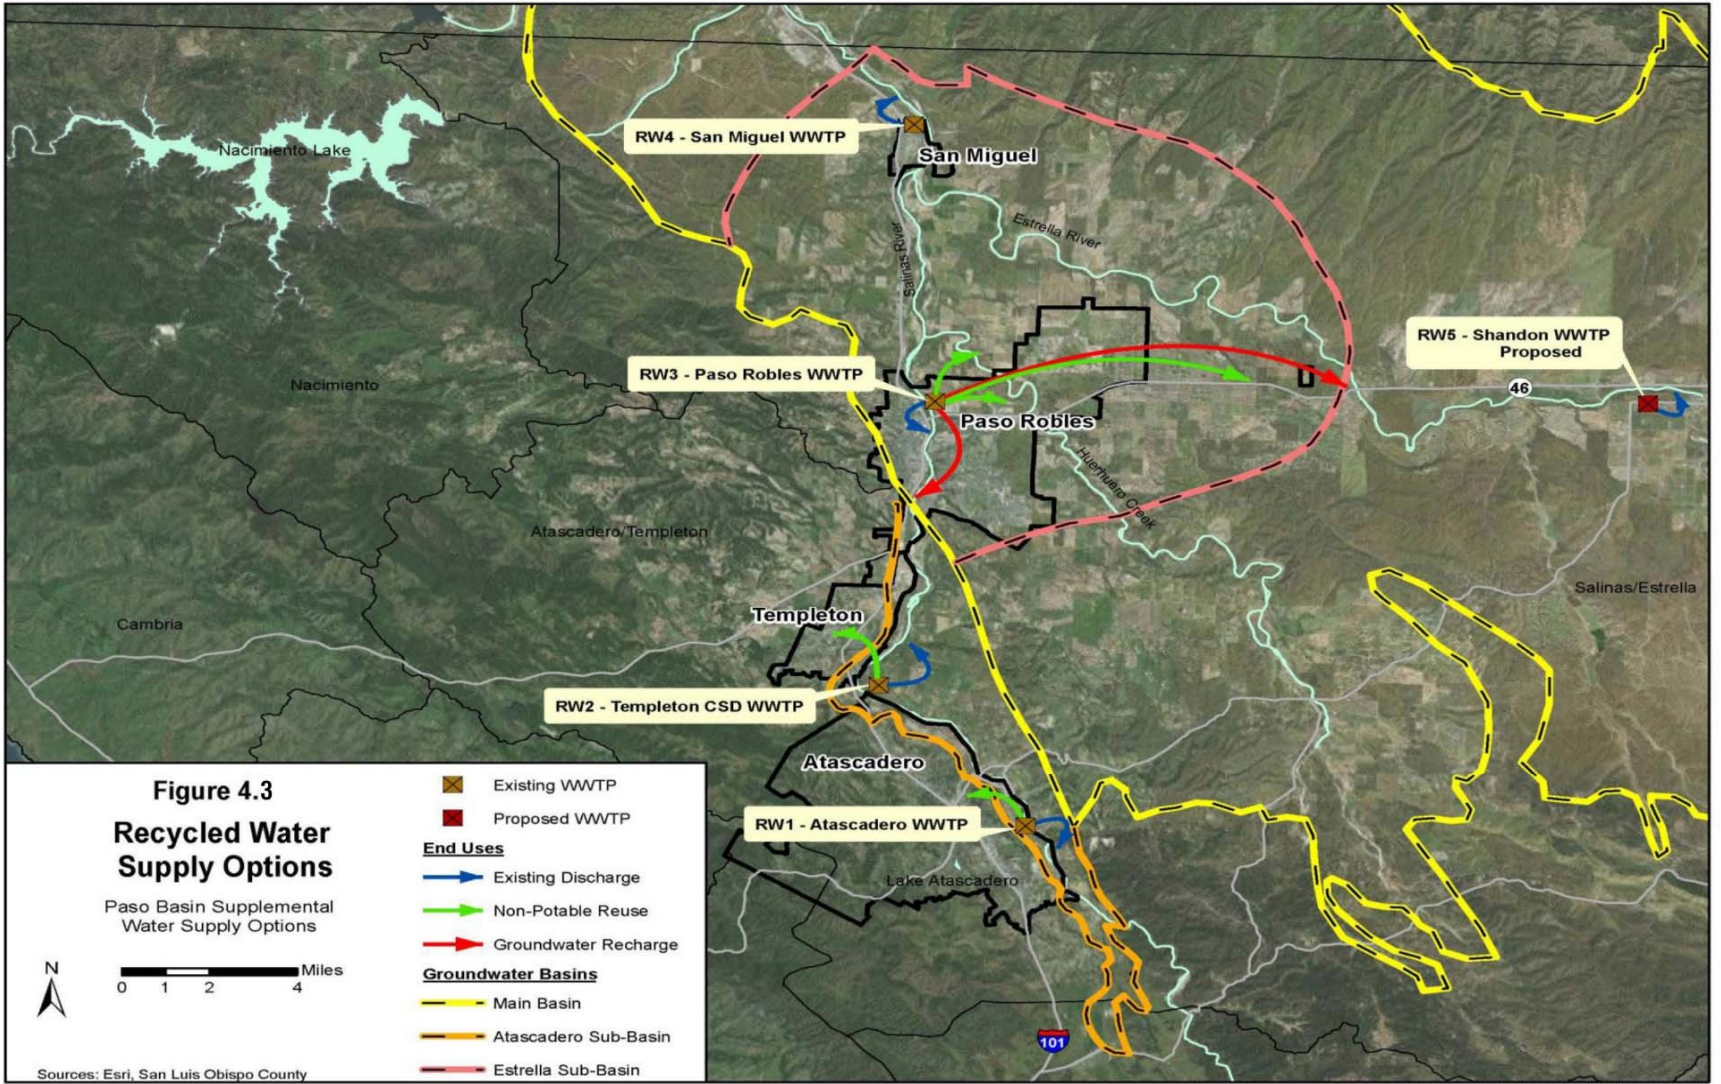 Nacimiento Lake
RW4 - San Miguel WWTP
San Miguel
Estrella River
Salinas River
RW5 - Shandon WWTP
Proposed
RW3 - Paso Robles WWTP
Nacimiento
46
Paso Robles
Huerhuero Creek
Atascadero/Templeton
Salinas/Estrella
Templeton
Cambria
RW2 - Templeton CSD WWTP
Atascadero
RW1 - Atascadero WWTP
Lake Atascadero
101
Figure 4.3
Recycled Water
Supply Options
Paso Basin Supplemental
Water Supply Options
N
Miles
0 1 2 4
Sources: Esri, San Luis Obispo County
Existing WWTP
Proposed WWTP
End Uses
Existing Discharge
Non-Potable Reuse
Groundwater Recharge
Groundwater Basins
Main Basin
Atascadero Sub-Basin
Estrella Sub-Basin